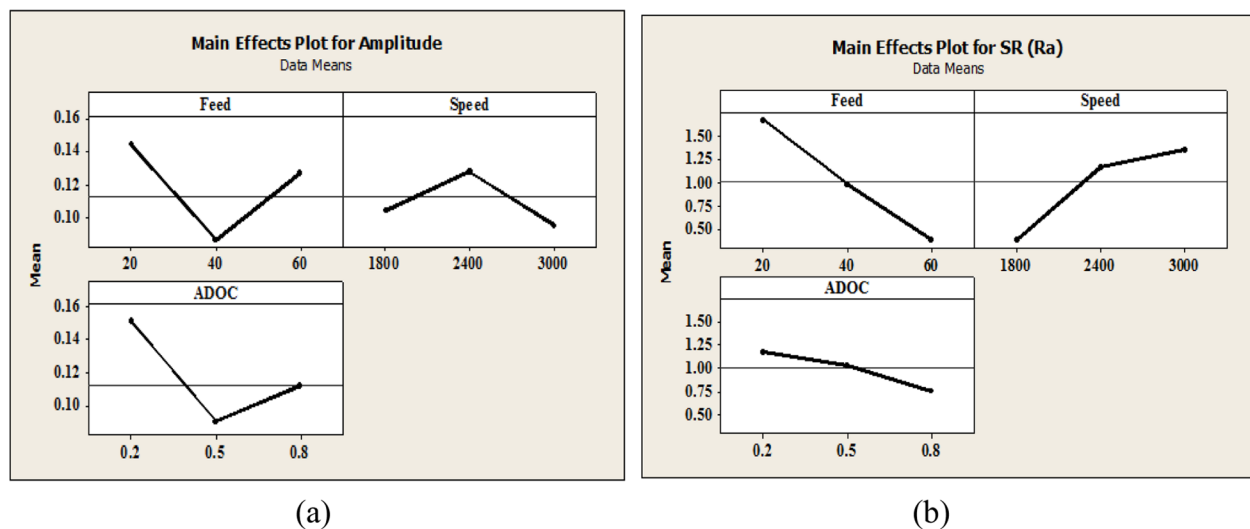 Main Effects Plot for Amplitude
Data Means
Feed Speed
0.16
0.14
0.12
0.10
20 40 60 1800 2400 3000
Mean
ADOC
0.16
0.14
0.12
0.10
0.2 0.5 0.8
(a)
Main Effects Plot for SR (Ra)
Data Means
Feed Speed
1.50
1.25
1.00
0.75
0.50
20 40 60 1800 2400 3000
Mean
ADOC
1.50
1.25
1.00
0.75
0.50
0.2 0.5 0.8
(b)